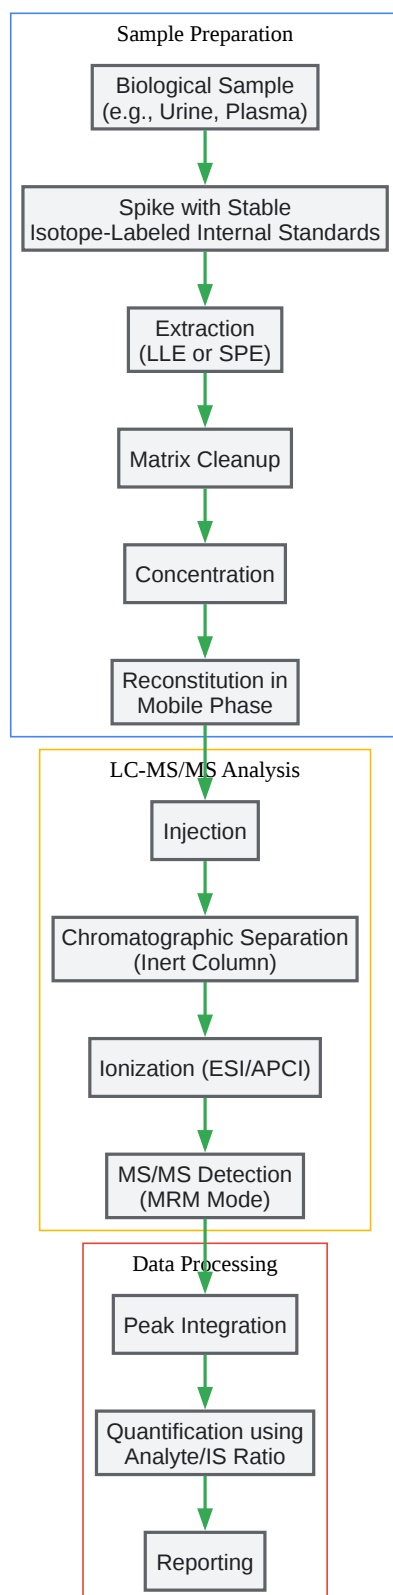 Sample Preparation
Biological Sample
(e.g., Urine, Plasma)
Spike with Stable
Isotope-Labeled Internal Standards
Extraction
(LLE or SPE)
Matrix Cleanup
Concentration
Reconstitution in
Mobile Phase
LC-MS/MS Analysis
Injection
Chromatographic Separation
(Inert Column)
Ionization (ESI/APCI)
MS/MS Detection
(MRM Mode)
Data Processing
Peak Integration
Quantification using
Analyte/IS Ratio
Reporting